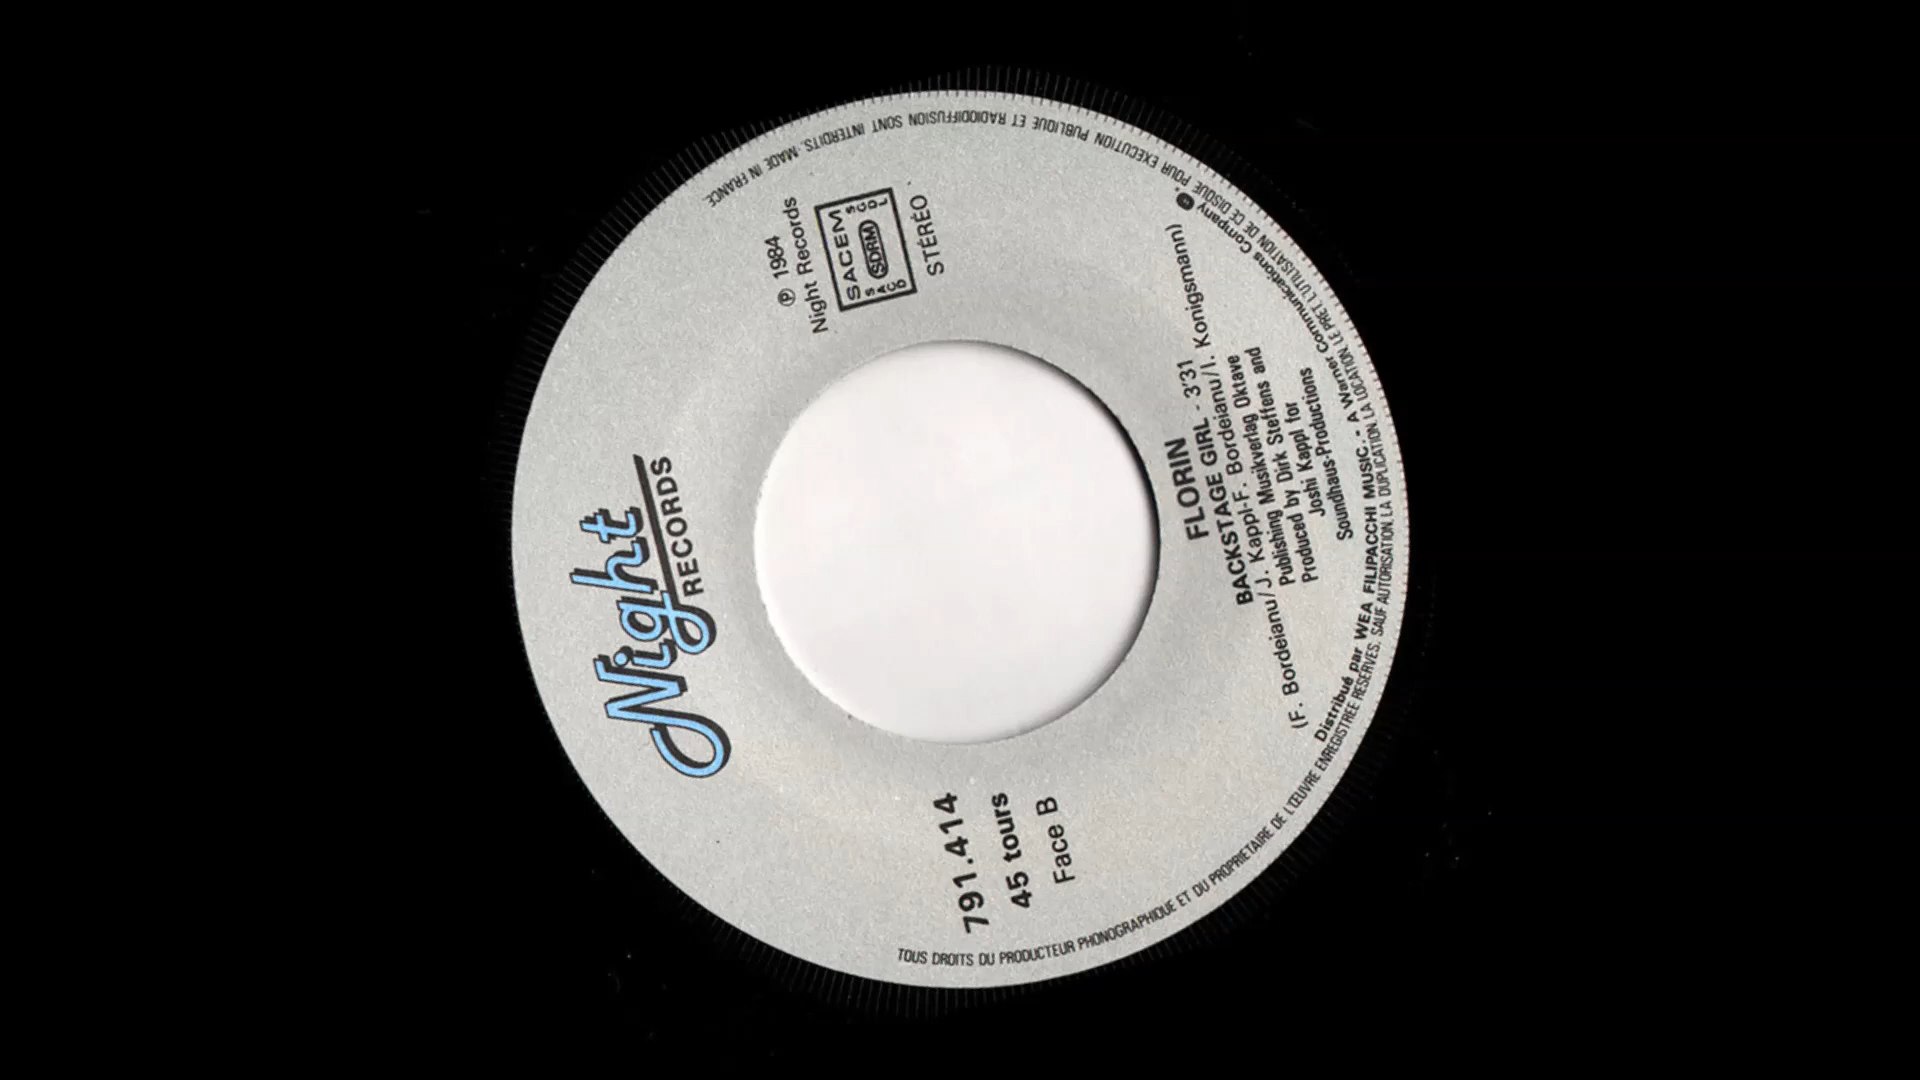 Night
RECORDS
℗ 1984
Night Records
SACEM
SACD
SDRM
SCDL
STÉRÉO
791.414
45 tours
Face B
FLORIN
BACKSTAGE GIRL - 3'31
(F. Bordeianu/J. Kappl-F. Bordeianu/I. Konigsmann)
Publishing Musikverlag Oktave
Produced by Dirk Steffens and
Joshi Kappl for
Soundhaus-Productions
Distribué par WEA FILIPACCHI MUSIC. - A Warner Communications Company
TOUS DROITS DU PRODUCTEUR PHONOGRAPHIQUE ET DU PROPRIETAIRE DE L'ŒUVRE ENREGISTREE RESERVES. SAUF AUTORISATION, LA DUPLICATION, LA LOCATION, LE PRET, L'UTILISATION DE CE DISQUE POUR EXECUTION PUBLIQUE ET RADIODIFFUSION SONT INTERDITS. MADE IN FRANCE.